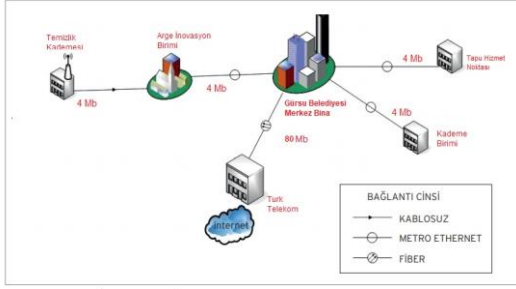 Temizlik
Kademesi
4 Mb
Arge İnovasyon
Birimi
4 Mb
Gürsu Belediyesi
Merkez Bina
4 Mb
Tapu Hizmet
Noktası
4 Mb
Kademe
Birimi
80 Mb
Turk
Telekom
internet
BAĞLANTI CİNSİ
KABLOSUZ
METRO ETHERNET
FİBER